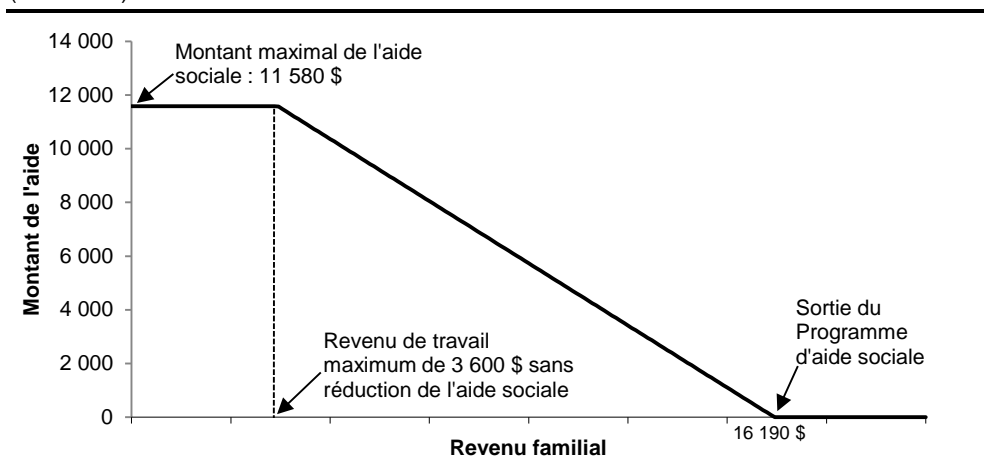 14 000
12 000
10 000
8 000
6 000
4 000
2 000
0
Montant de l'aide
Montant maximal de l'aide
sociale : 11 580 $
Revenu de travail
maximum de 3 600 $ sans
réduction de l'aide sociale
Sortie du
Programme
d'aide sociale
16 190 $
Revenu familial